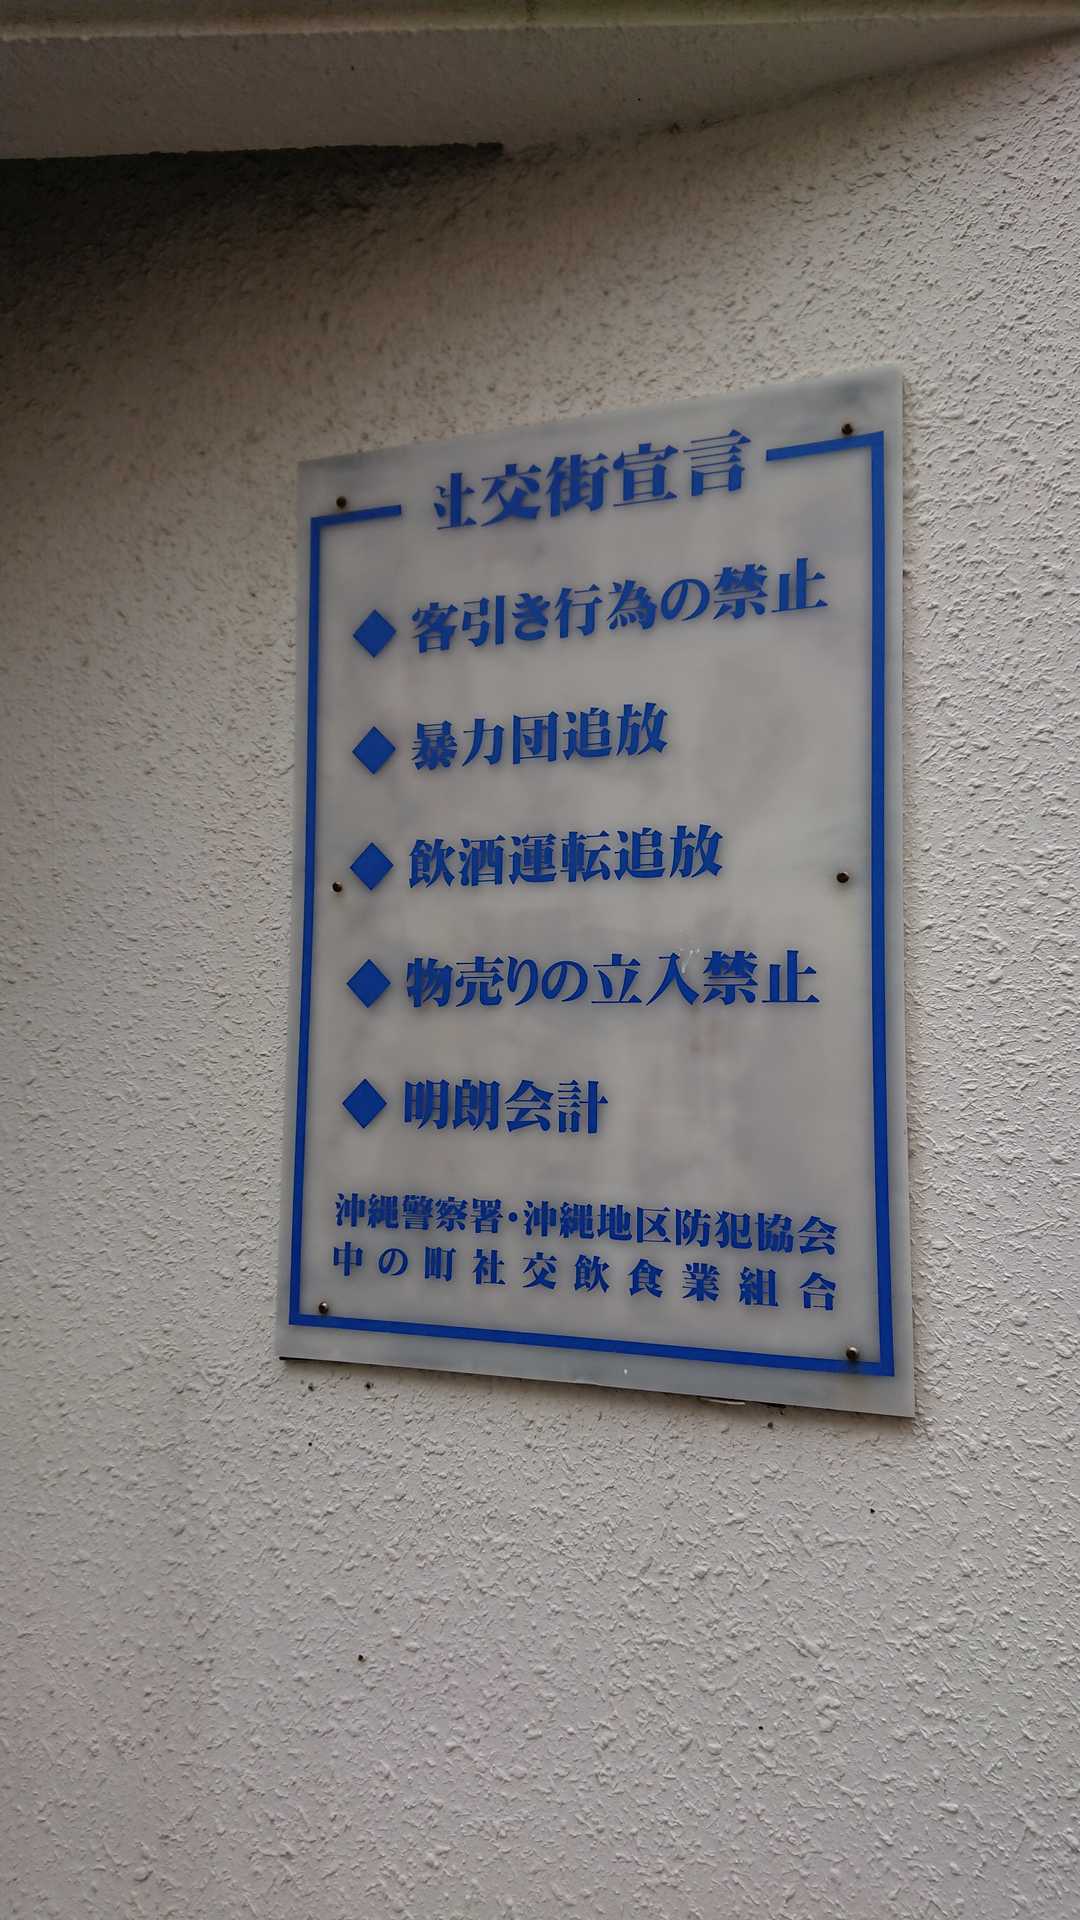 社交街宣言
◆ 客引き行為の禁止
◆ 暴力団追放
◆ 飲酒運転追放
◆ 物売りの立入禁止
◆ 明朗会計
沖縄警察署・沖縄地区防犯協会
中の町社交飲食業組合